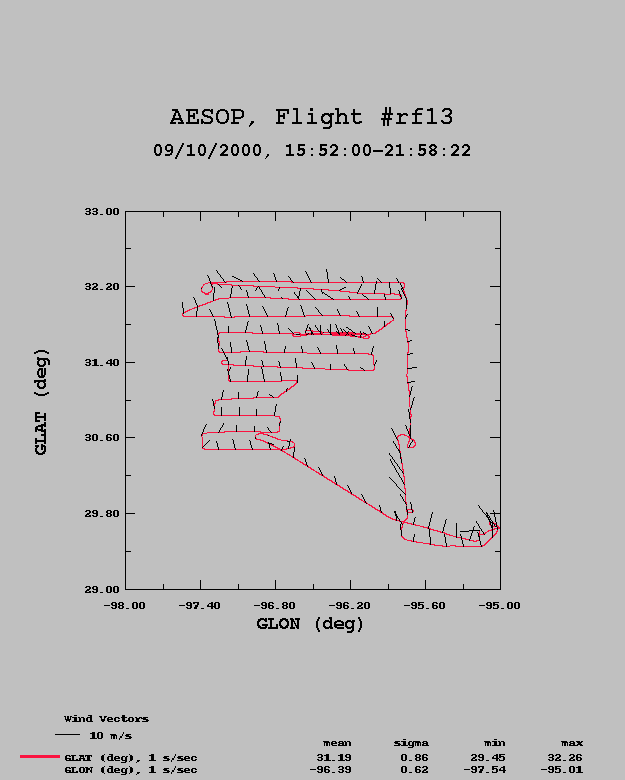 AESOP, Flight #rf13
09/10/2000, 15:52:00–21:58:22
33.00
32.20
31.40
30.60
29.80
29.00
GLAT (deg)
-98.00 -97.40 -96.80 -96.20 -95.60 -95.00
GLON (deg)
Wind Vectors
10 m/s
mean sigma min max
GLAT (deg), 1 s/sec 31.19 0.86 29.45 32.26
GLON (deg), 1 s/sec -96.39 0.62 -97.54 -95.01